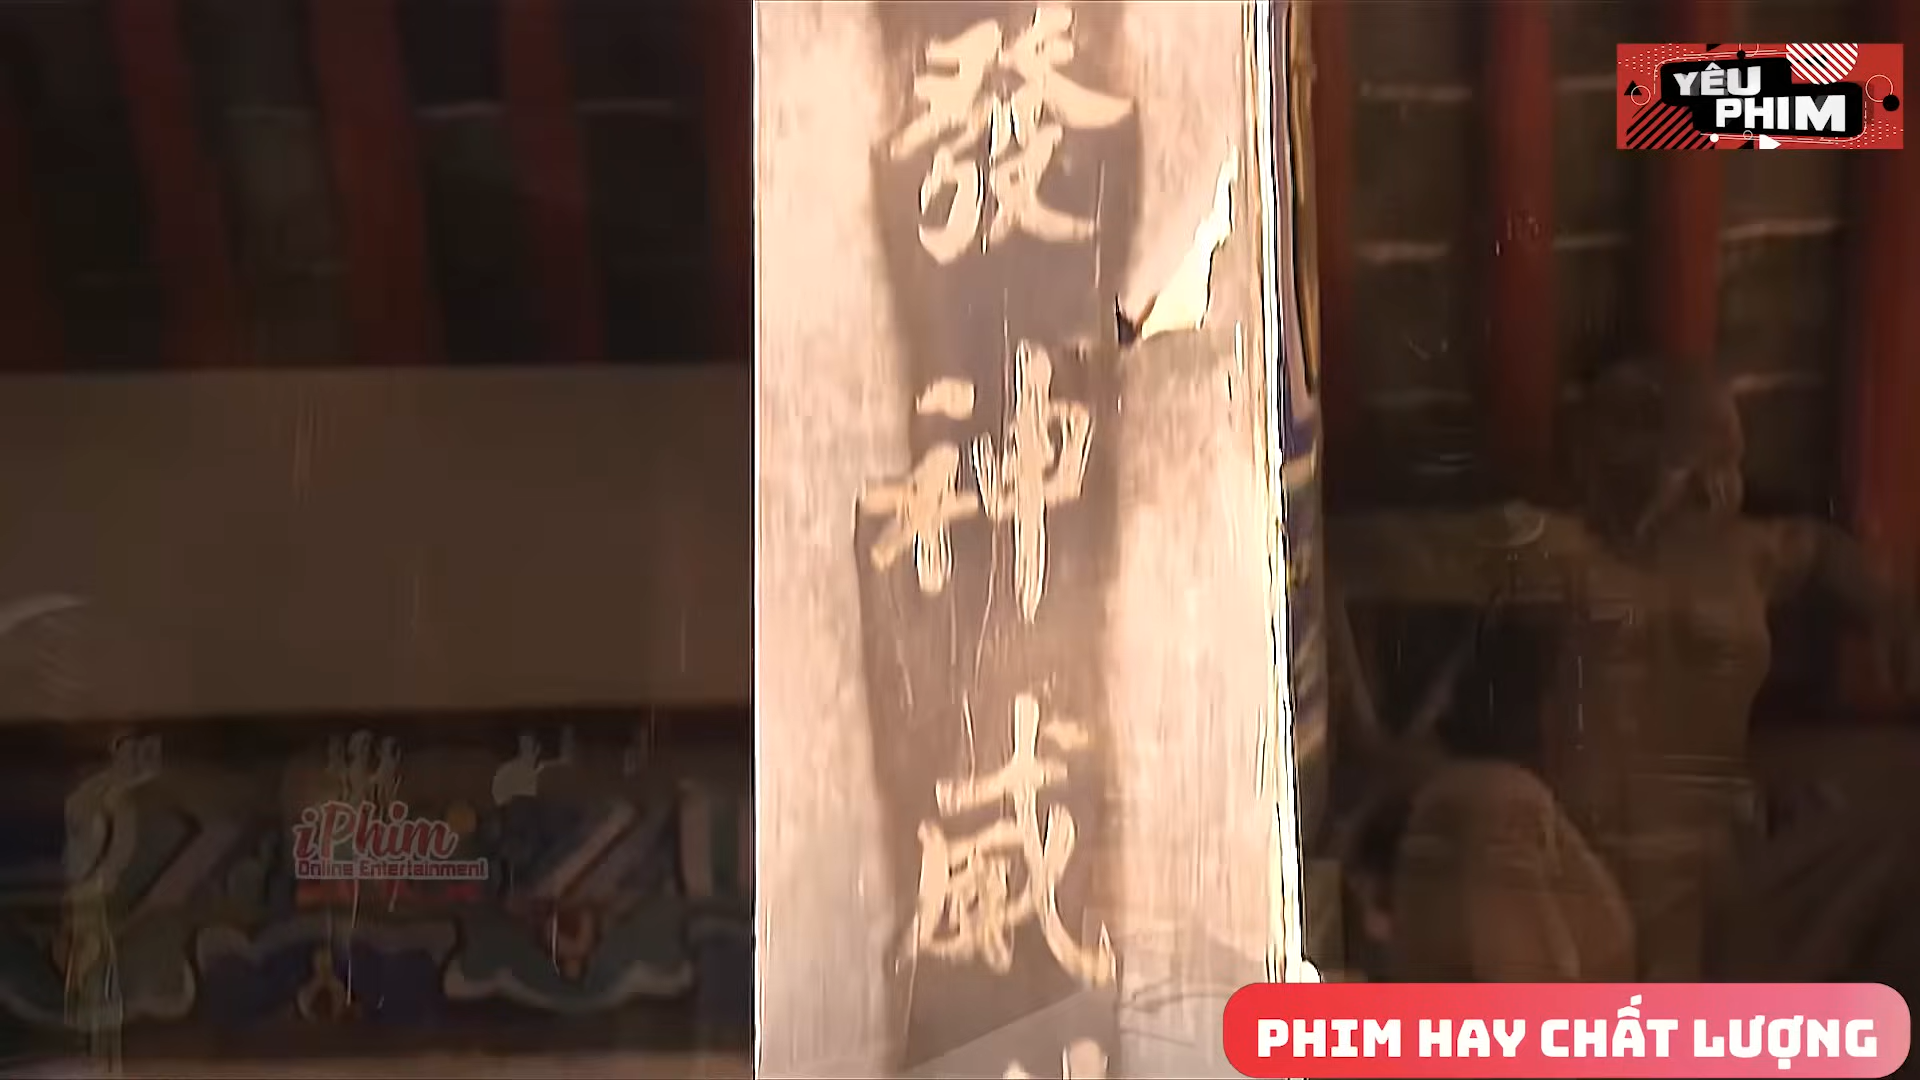 發神威
YÊU
PHIM
iPhim
Online Entertainment
PHIM HAY CHẤT LƯỢNG